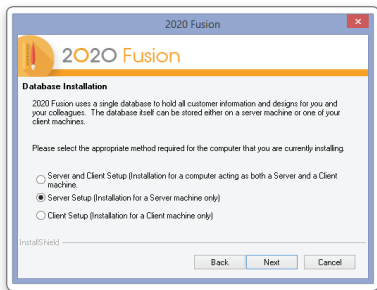 2020 Fusion
2020 Fusion
Database Installation
2020 Fusion uses a single database to hold all customer information and designs for you and
your colleagues. The database itself can be stored either on a server machine or one of your
client machines.
Please select the appropriate method required for the computer that you are currently installing.
Server and Client Setup (Installation for a computer acting as both a Server and a Client
machine.
Server Setup (Installation for a Server machine only)
Client Setup (Installation for a Client machine only)
InstallShield
Back Next Cancel